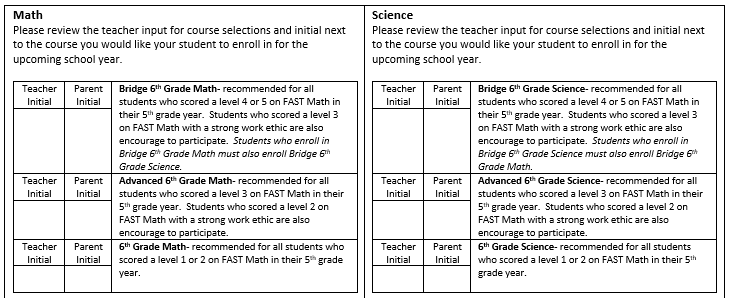 Math
Please review the teacher input for course selections and initial next
to the course you would like your student to enroll in for the
upcoming school year.
Teacher Initial
Parent Initial
Bridge 6th Grade Math- recommended for all
students who scored a level 4 or 5 on FAST Math in
their 5th grade year. Students who scored a level 3
on FAST Math with a strong work ethic are also
encourage to participate. Students who enroll in
Bridge 6th Grade Math must also enroll Bridge 6th
Grade Science.
Teacher Initial
Parent Initial
Advanced 6th Grade Math- recommended for all
students who scored a level 3 on FAST Math in their
5th grade year. Students who scored a level 2 on
FAST Math with a strong work ethic are also
encourage to participate.
Teacher Initial
Parent Initial
6th Grade Math- recommended for all students who
scored a level 1 or 2 on FAST Math in their 5th grade
year.
Science
Please review the teacher input for course selections and initial next
to the course you would like your student to enroll in for the
upcoming school year.
Teacher Initial
Parent Initial
Bridge 6th Grade Science- recommended for all
students who scored a level 4 or 5 on FAST Math in
their 5th grade year. Students who scored a level 3
on FAST Math with a strong work ethic are also
encourage to participate. Students who enroll in
Bridge 6th Grade Science must also enroll Bridge 6th
Grade Math.
Teacher Initial
Parent Initial
Advanced 6th Grade Science- recommended for all
students who scored a level 3 on FAST Math in their
5th grade year. Students who scored a level 2 on
FAST Math with a strong work ethic are also
encourage to participate.
Teacher Initial
Parent Initial
6th Grade Science- recommended for all students
who scored a level 1 or 2 on FAST Math in their 5th
grade year.